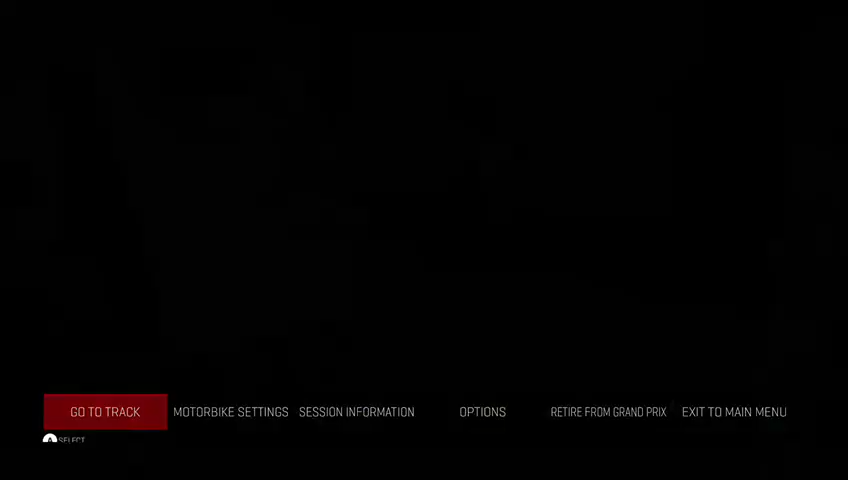 GO TO TRACK MOTORBIKE SETTINGS SESSION INFORMATION OPTIONS RETIRE FROM GRAND PRIX EXIT TO MAIN MENU
A SELECT